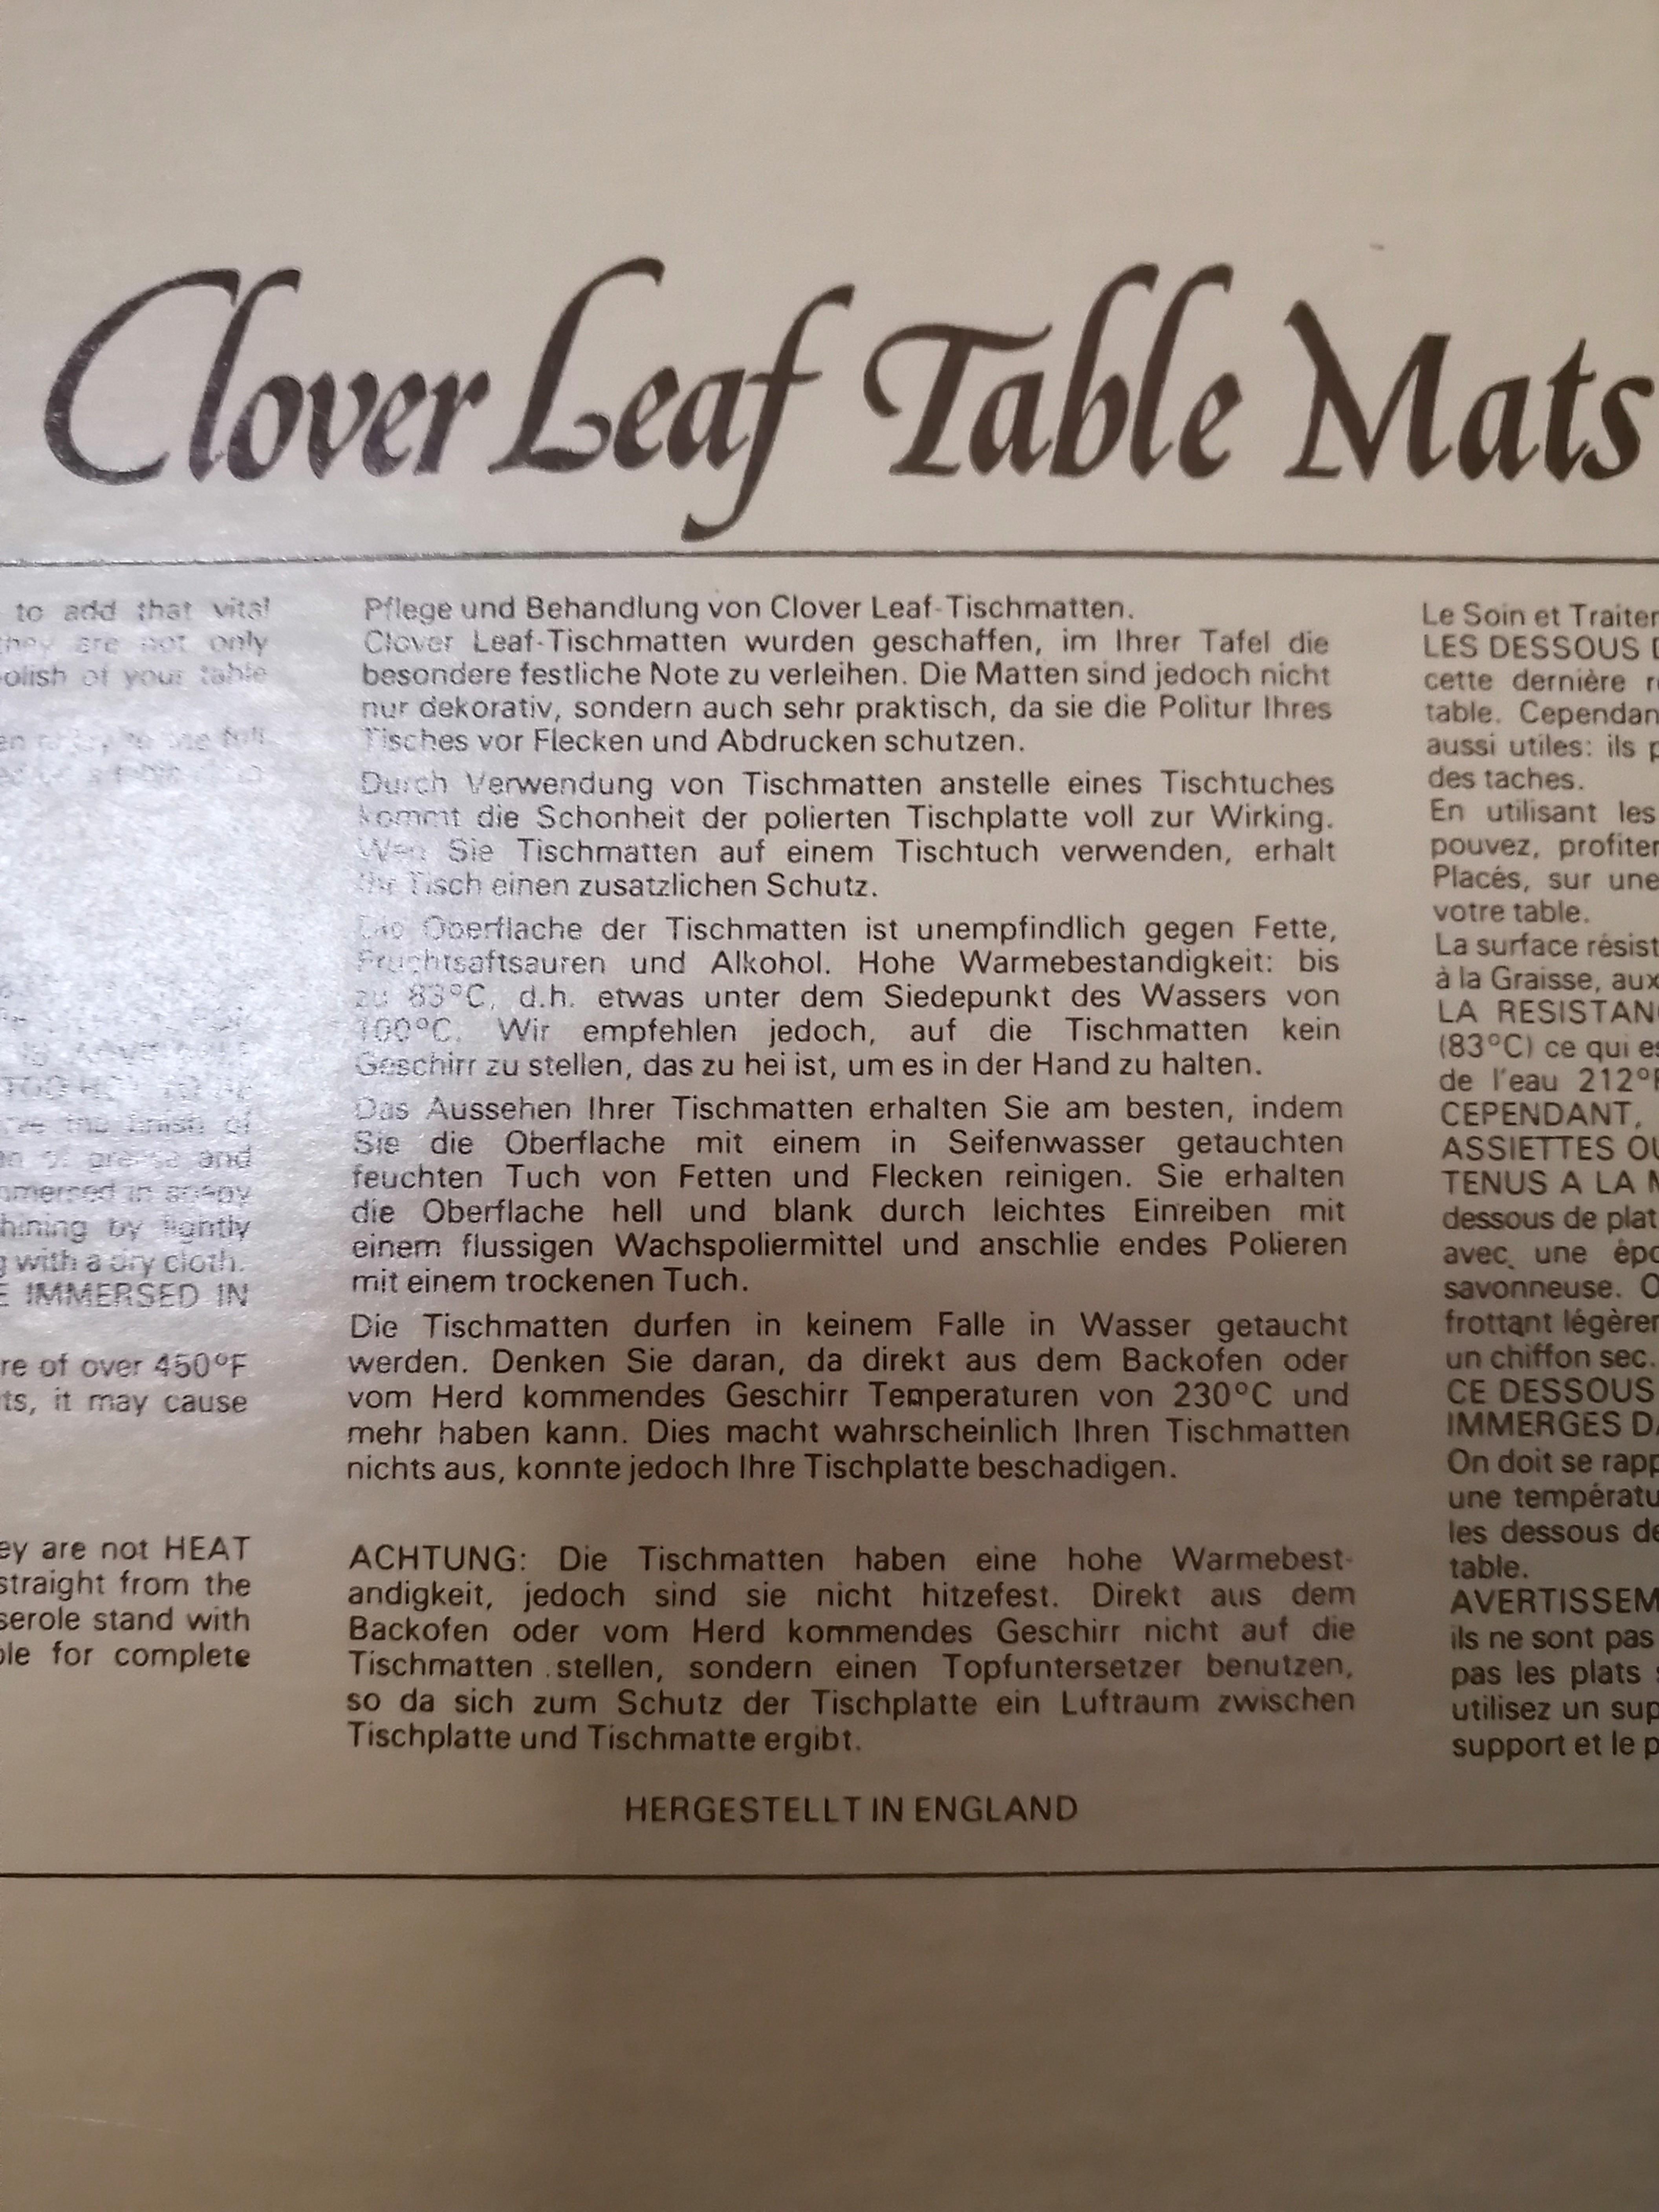 Clover Leaf Table Mats
to add that vital
they are not only
polish of your table
re of over 450°F
ts, it may cause
hining by lightly
with a dry cloth.
IMMERSED IN
ey are not HEAT
straight from the
serole stand with
ble for complete
Pflege und Behandlung von Clover Leaf-Tischmatten.
Clover Leaf-Tischmatten wurden geschaffen, im Ihrer Tafel die
besondere festliche Note zu verleihen. Die Matten sind jedoch nicht
nur dekorativ, sondern auch sehr praktisch, da sie die Politur Ihres
Tisches vor Flecken und Abdrucken schutzen.
Durch Verwendung von Tischmatten anstelle eines Tischtuches
kommt die Schonheit der polierten Tischplatte voll zur Wirking.
Wen Sie Tischmatten auf einem Tischtuch verwenden, erhalt
Ihr Tisch einen zusatzlichen Schutz.
Die Oberflache der Tischmatten ist unempfindlich gegen Fette,
Fruchtsaftsauren und Alkohol. Hohe Warmebestandigkeit: bis
zu 83°C, d.h. etwas unter dem Siedepunkt des Wassers von
100°C. Wir empfehlen jedoch, auf die Tischmatten kein
Geschirr zu stellen, das zu hei ist, um es in der Hand zu halten.
Das Aussehen Ihrer Tischmatten erhalten Sie am besten, indem
Sie die Oberflache mit einem in Seifenwasser getauchten
feuchten Tuch von Fetten und Flecken reinigen. Sie erhalten
die Oberflache hell und blank durch leichtes Einreiben mit
einem flussigen Wachspoliermittel und anschlie endes Polieren
mit einem trockenen Tuch.
Die Tischmatten durfen in keinem Falle in Wasser getaucht
werden. Denken Sie daran, da direkt aus dem Backofen oder
vom Herd kommendes Geschirr Temperaturen von 230°C und
mehr haben kann. Dies macht wahrscheinlich Ihren Tischmatten
nichts aus, konnte jedoch Ihre Tischplatte beschadigen.
ACHTUNG: Die Tischmatten haben eine hohe Warmebest-
andigkeit, jedoch sind sie nicht hitzefest. Direkt aus dem
Backofen oder vom Herd kommendes Geschirr nicht auf die
Tischmatten stellen, sondern einen Topfuntersetzer benutzen,
so da sich zum Schutz der Tischplatte ein Luftraum zwischen
Tischplatte und Tischmatte ergibt.
HERGESTELLT IN ENGLAND
Le Soin et Traitem
LES DESSOUS D
cette dernière r
table. Cependan
aussi utiles: ils p
des taches.
En utilisant les
pouvez, profiter
Placés, sur une
votre table.
La surface résist
à la Graisse, aux
LA RESISTAN
(83°C) ce qui es
de l'eau 212°F
CEPENDANT,
ASSIETTES OU
TENUS A LA M
dessous de plat
avec, une épo
savonneuse. O
frottant légèrer
un chiffon sec.
CE DESSOUS
IMMERGES DA
On doit se rapp
une températu
les dessous de
table.
AVERTISSEM
ils ne sont pas
pas les plats
utilisez un sup
support et le p